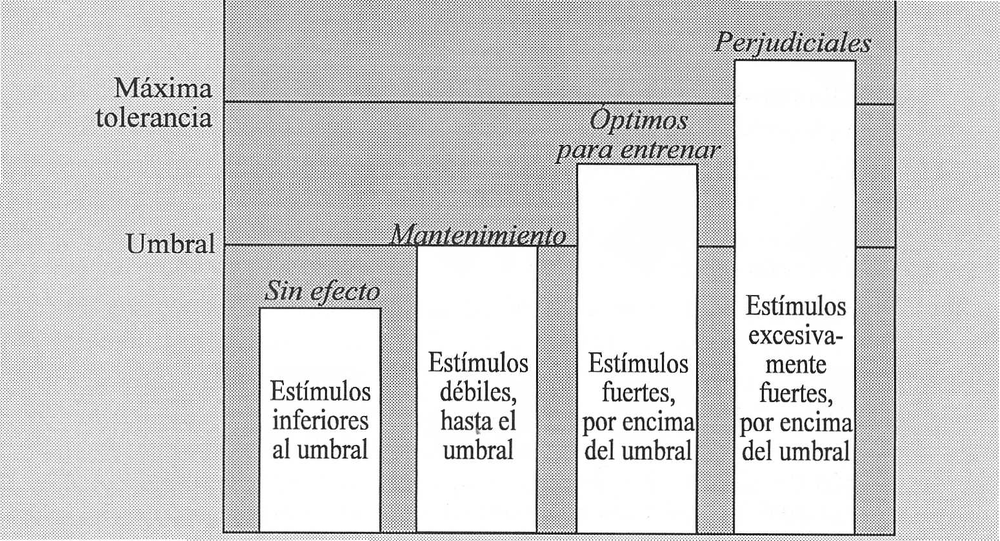 Perjudiciales
Máxima
tolerancia
Óptimos
para entrenar
Mantenimiento
Umbral
Sin efecto
Estímulos
inferiores
al umbral
Estímulos
débiles,
hasta el
umbral
Estímulos
fuertes,
por encima
del umbral
Estímulos
excesiva-
mente
fuertes,
por encima
del umbral